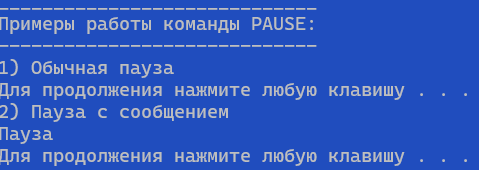 -----------------------------
Примеры работы команды PAUSE:
-----------------------------
1) Обычная пауза
Для продолжения нажмите любую клавишу . . .
2) Пауза с сообщением
Пауза
Для продолжения нажмите любую клавишу . . .